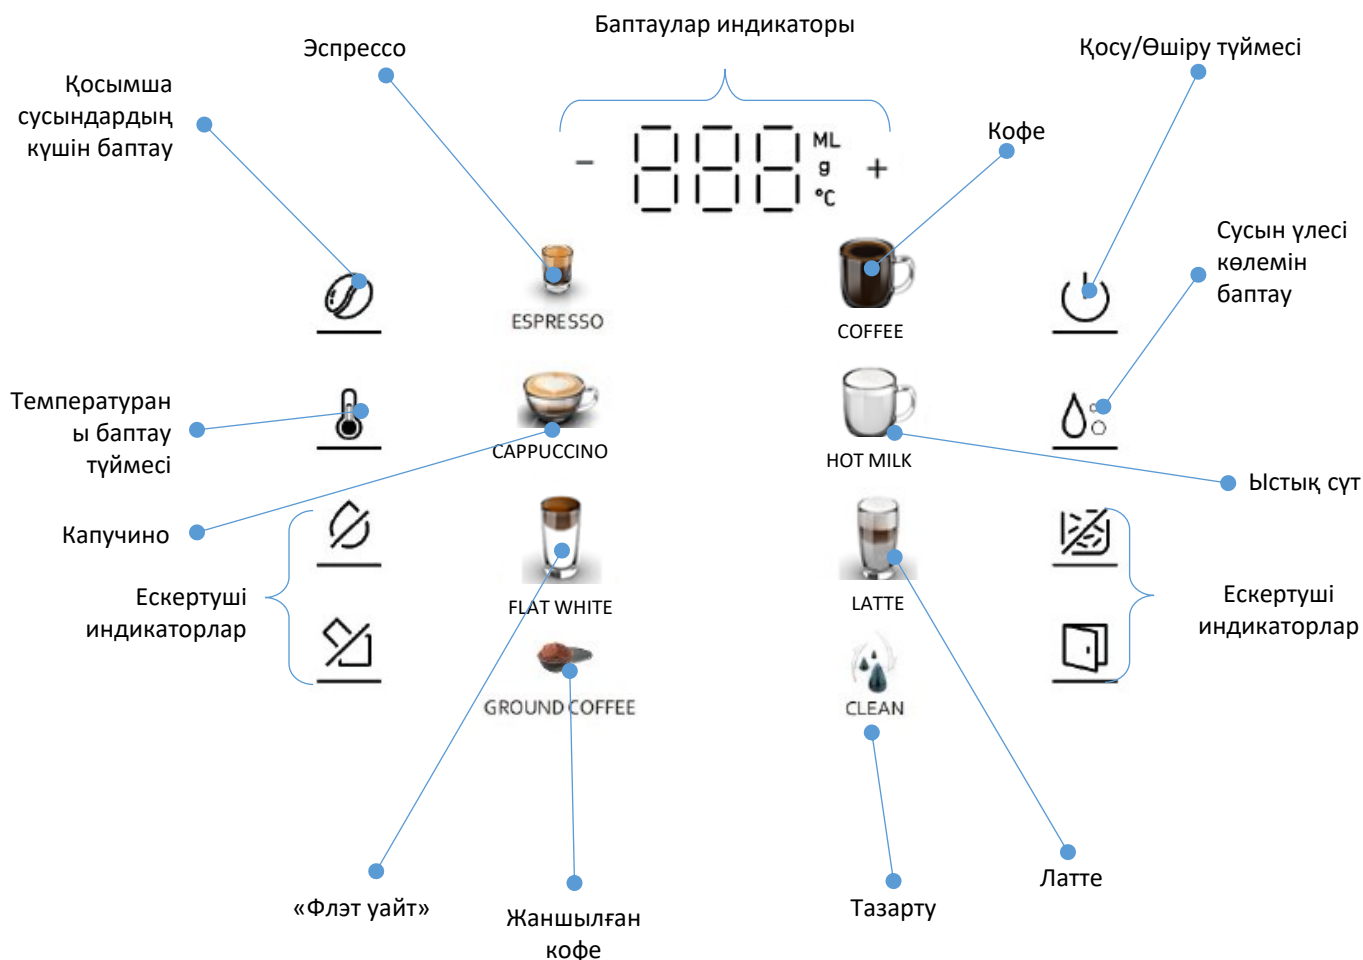 Баптаулар индикаторы
Эспрессо
Қосу/Өшіру түймесі
Қосымша
сусындардың
күшін баптау
Кофе
- 888 ML
g
°C +
Сусын үлесі
көлемін
баптау
ESPRESSO
COFFEE
Температуран
ы баптау
түймесі
CAPPUCCINO
HOT MILK
Ыстық сүт
Капучино
Ескертуші
индикаторлар
FLAT WHITE
LATTE
Ескертуші
индикаторлар
GROUND COFFEE
CLEAN
«Флэт уайт»
Жаншылған
кофе
Тазарту
Латте